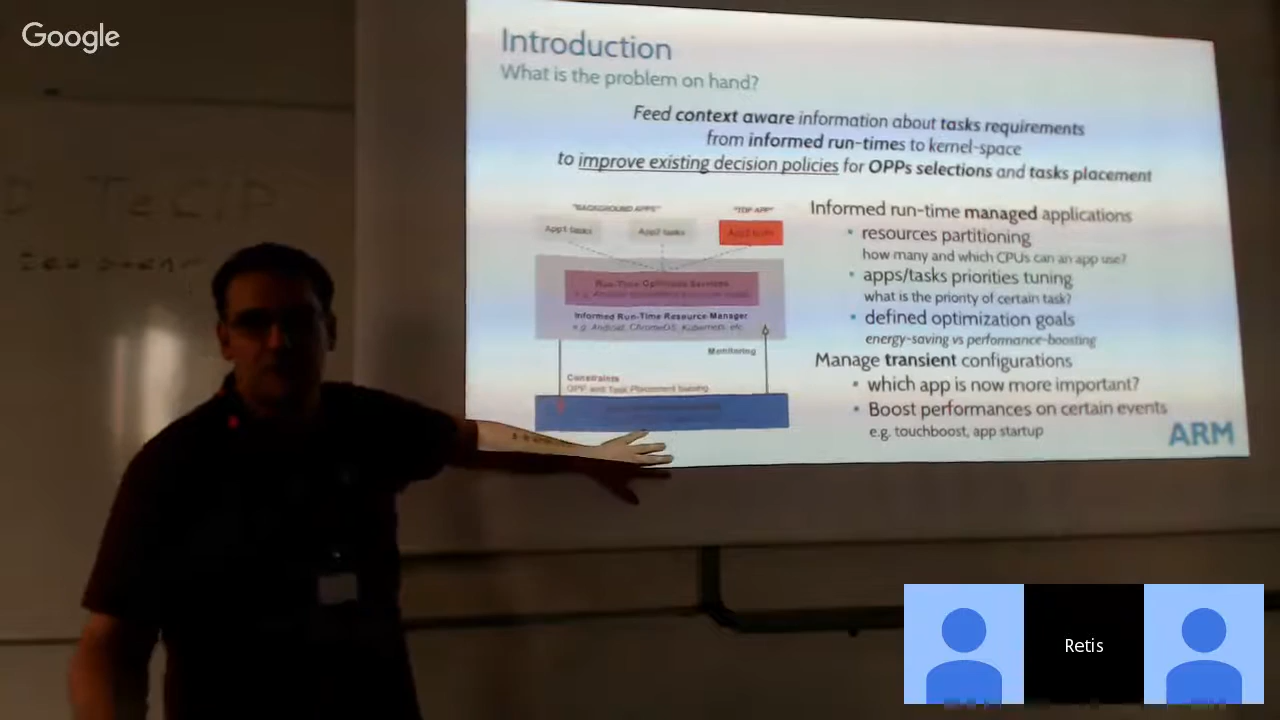 Google
Introduction
What is the problem on hand?
Feed context aware information about tasks requirements
from informed run-times to kernel-space
to improve existing decision policies for OPPs selections and tasks placement
"BACKGROUND APPS"
"TOP APP"
App1 tasks
App2 tasks
App3 tasks
Run-Time Optimized Services
Informed Run-Time Resource Manager
e.g. Android, ChromeOS, Kubernets, etc.
Monitoring
Constraints
OPP and Task Placement biasing
Informed run-time managed applications
• resources partitioning
how many and which CPUs can an app use?
• apps/tasks priorities tuning
what is the priority of certain task?
• defined optimization goals
energy-saving vs performance-boosting
Manage transient configurations
• which app is now more important?
• Boost performances on certain events
e.g. touchboost, app startup
ARM
TeCIP
Retis